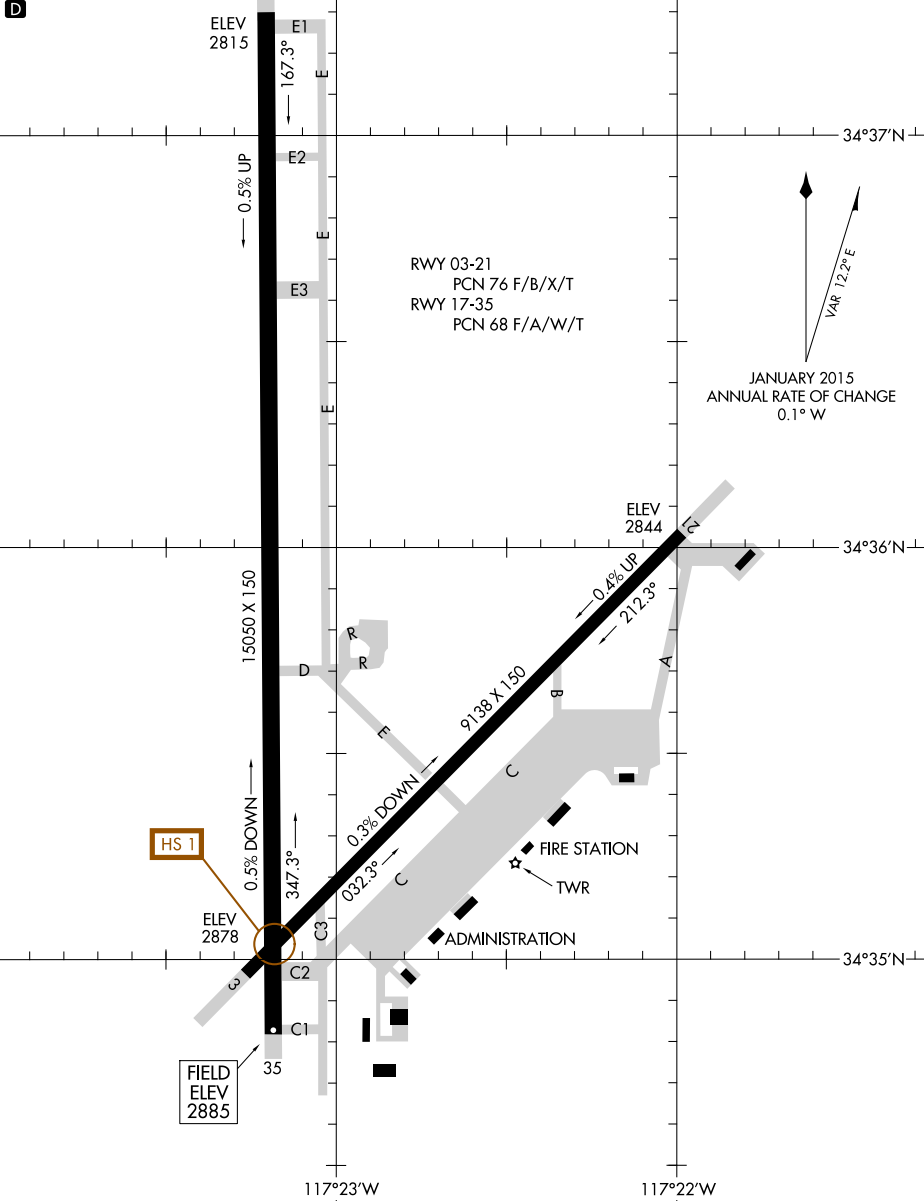 D
ELEV
2815
E1
167.3°
E
34°37'N
E2
0.5% UP
E
VAR 12.2° E
RWY 03-21
PCN 76 F/B/X/T
RWY 17-35
PCN 68 F/A/W/T
E3
JANUARY 2015
ANNUAL RATE OF CHANGE
0.1° W
E
ELEV
2844
21
34°36'N
0.4% UP
212.3°
15050 X 150
R
R
D
A
B
9138 X 150
E
C
0.3% DOWN
0.5% DOWN
347.3°
HS 1
032.3°
FIRE STATION
C
TWR
ELEV
2878
C3
ADMINISTRATION
34°35'N
C2
3
C1
35
FIELD
ELEV
2885
117°23'W
117°22'W